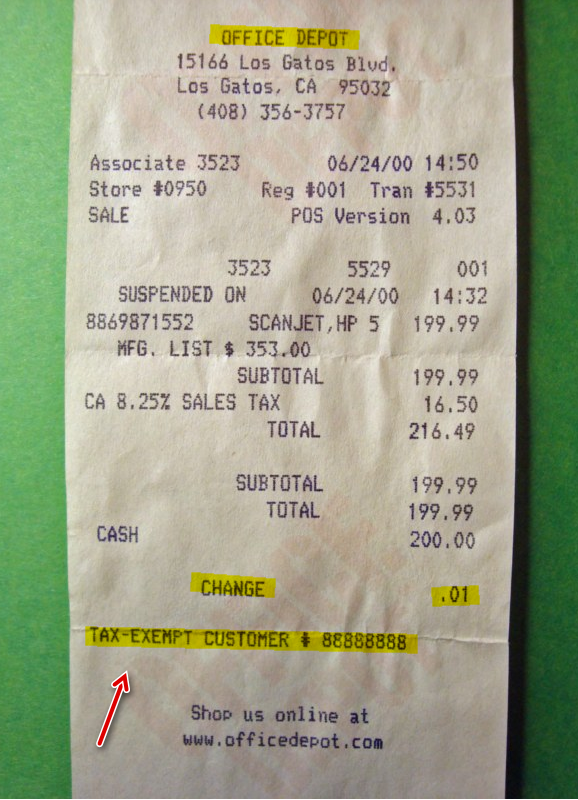 OFFICE DEPOT
15166 Los Gatos Blvd.
Los Gatos, CA 95032
(408) 356-3757
Associate 3523 06/24/00 14:50
Store #0950 Reg #001 Tran #5531
SALE POS Version 4.03
3523 5529 001
SUSPENDED ON 06/24/00 14:32
8869871552 SCANJET,HP 5 199.99
MFG. LIST $ 353.00
SUBTOTAL 199.99
CA 8.25% SALES TAX 16.50
TOTAL 216.49
SUBTOTAL 199.99
TOTAL 199.99
CASH 200.00
CHANGE .01
TAX-EXEMPT CUSTOMER # 88888888
Shop us online at
www.officedepot.com